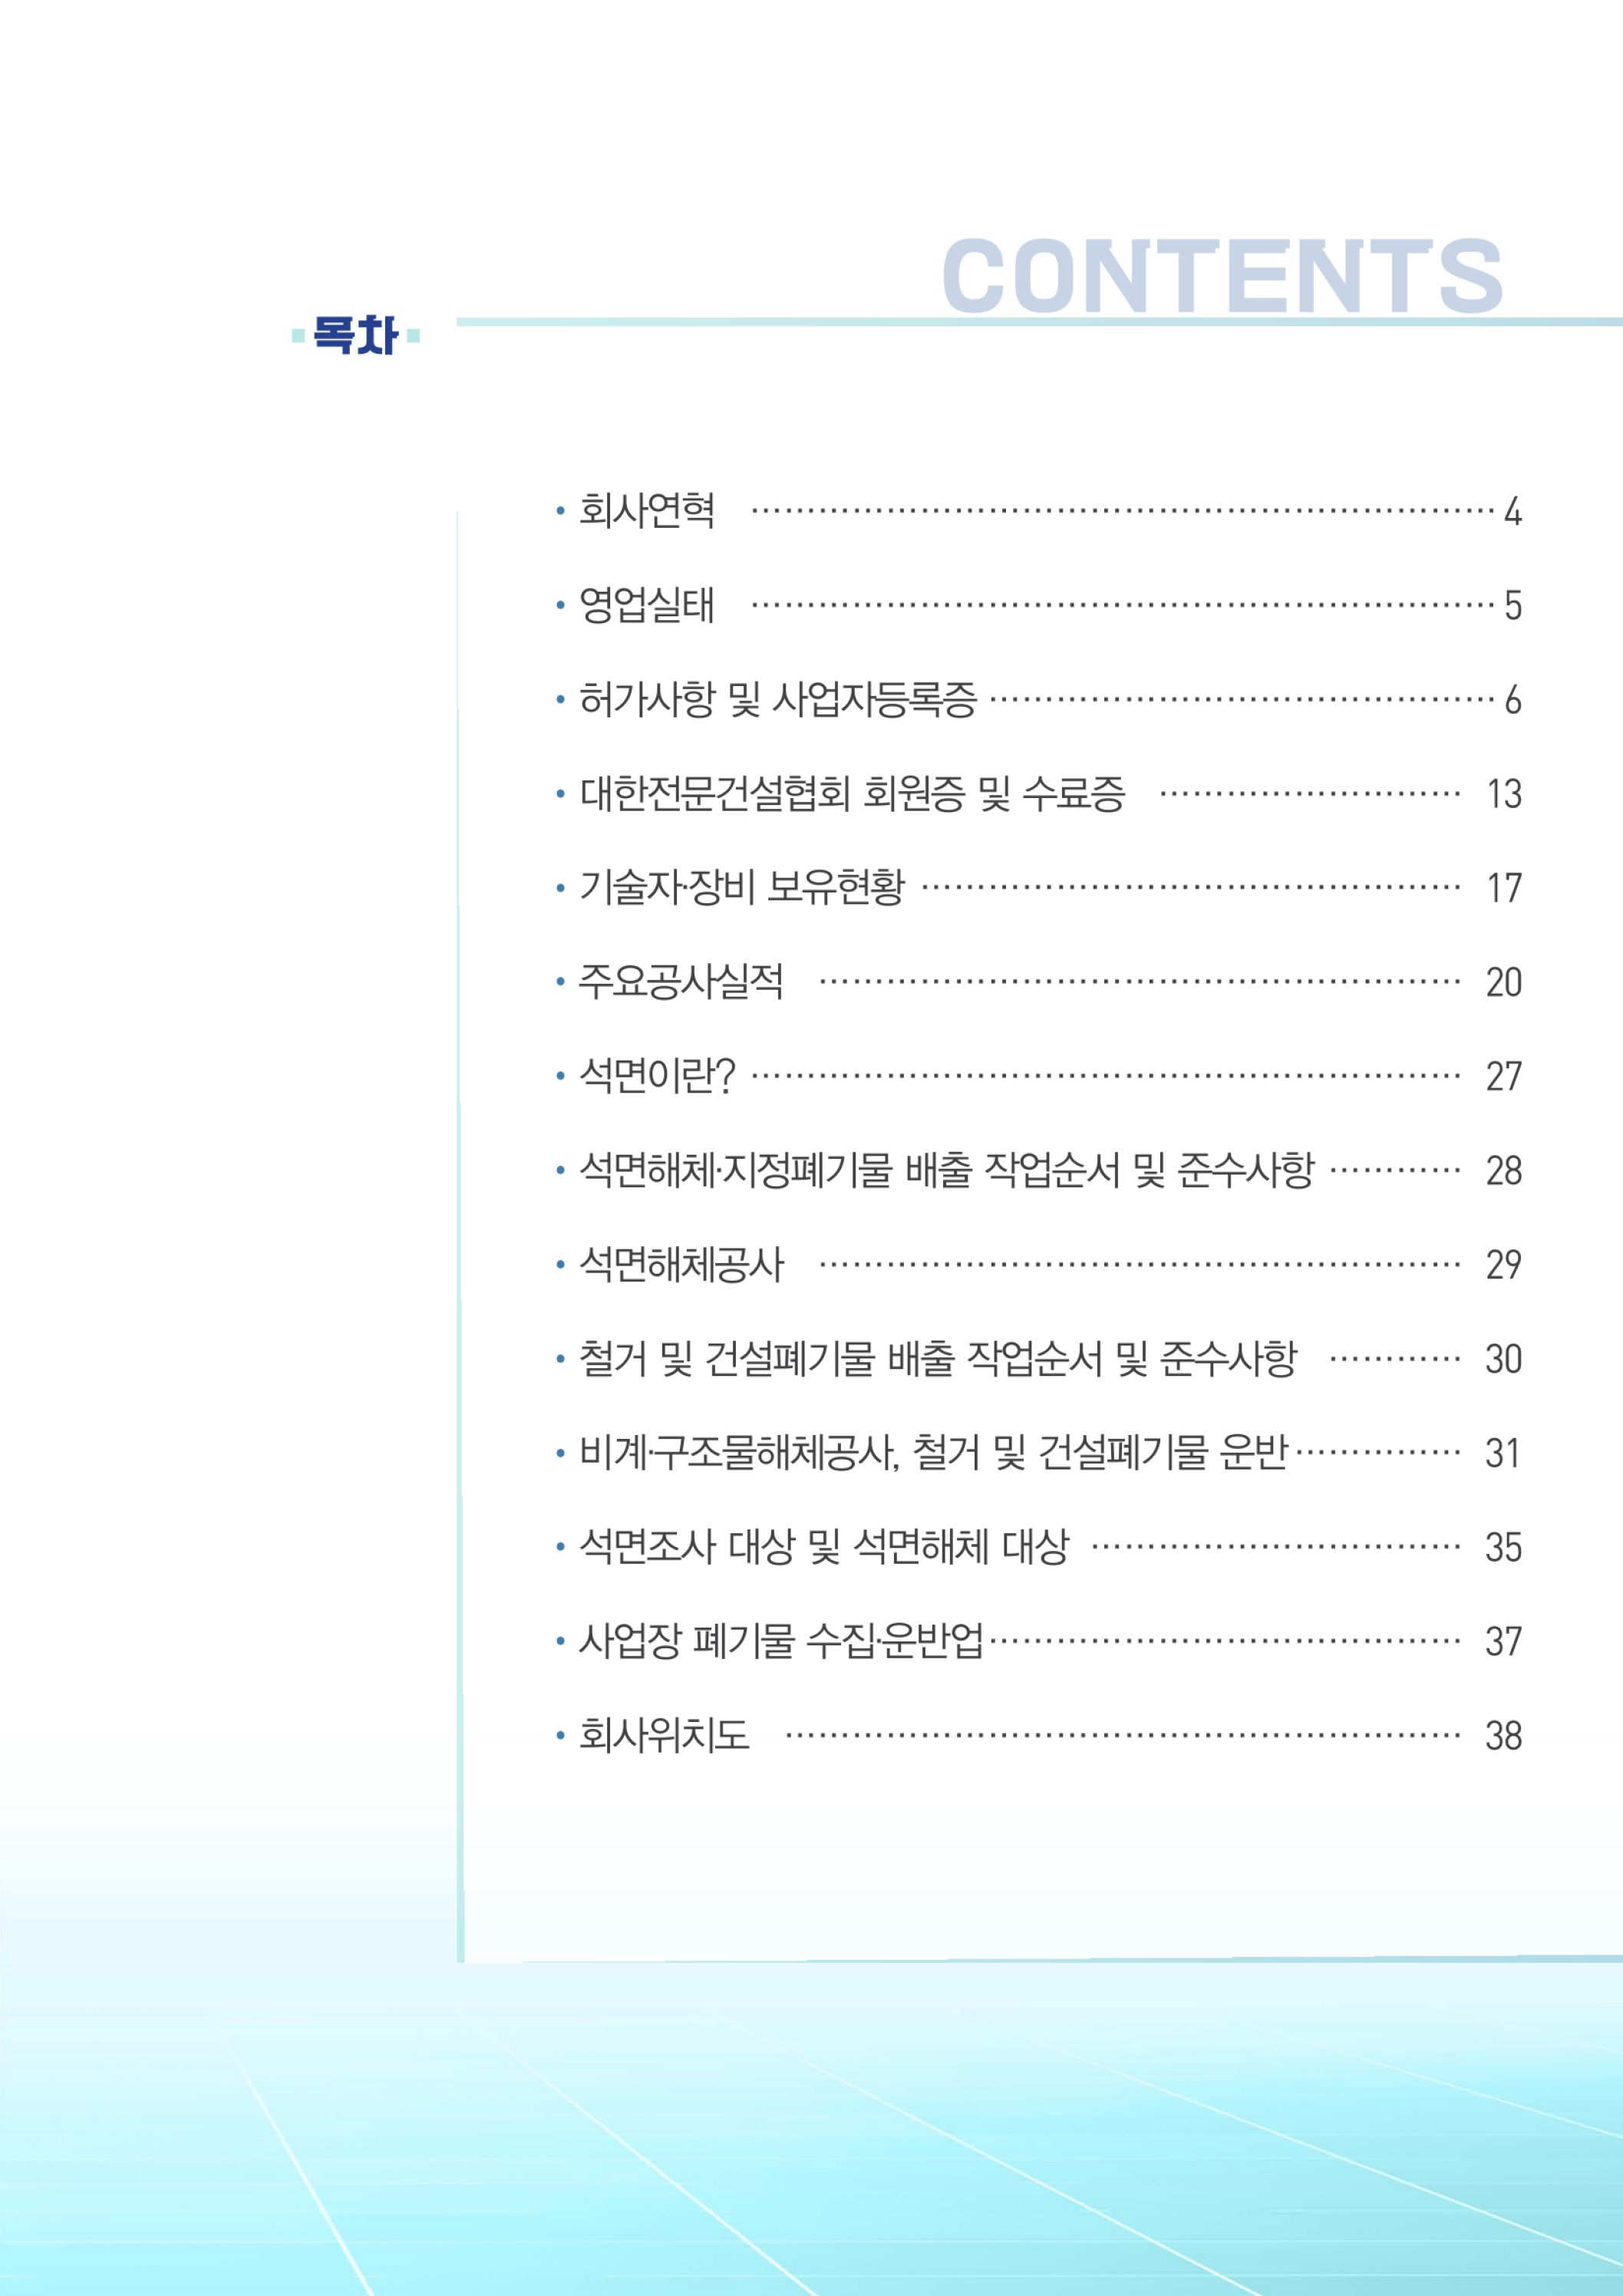 CONTENTS
목차
• 회사연혁 ································································· 4
• 영업실태 ································································· 5
• 허가사항 및 사업자등록증 ············································· 6
• 대한전문건설협회 회원증 및 수료증 ··························· 13
• 기술자·장비 보유현황 ················································ 17
• 주요공사실적 ························································· 20
• 석면이란? ······························································· 27
• 석면해체·지정폐기물 배출 작업순서 및 준수사항 ············ 28
• 석면해체공사 ························································· 29
• 철거 및 건설폐기물 배출 작업순서 및 준수사항 ············ 30
• 비계·구조물해체공사, 철거 및 건설폐기물 운반 ··············· 31
• 석면조사 대상 및 석면해체 대상 ································· 35
• 사업장 폐기물 수집·운반업 ·········································· 37
• 회사위치도 ···························································· 38